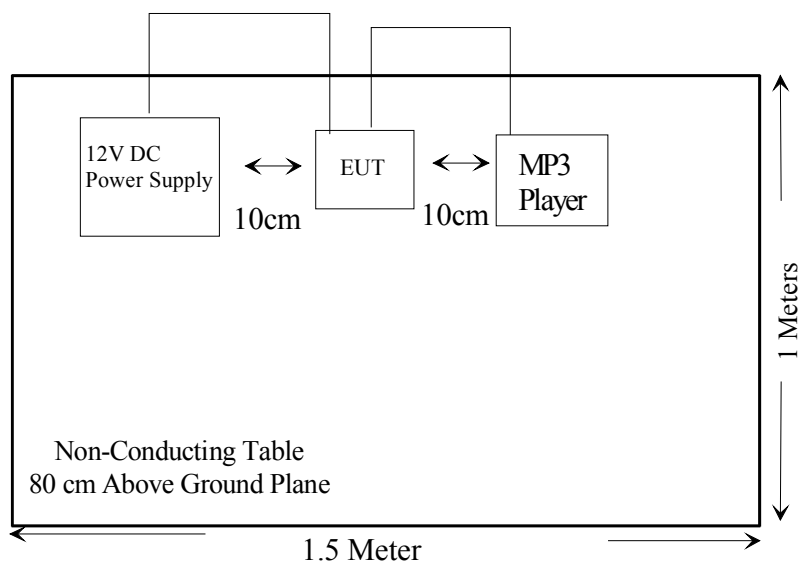 12V DC
Power Supply
EUT
MP3
Player
10cm
10cm
1 Meters
Non-Conducting Table
80 cm Above Ground Plane
1.5 Meter